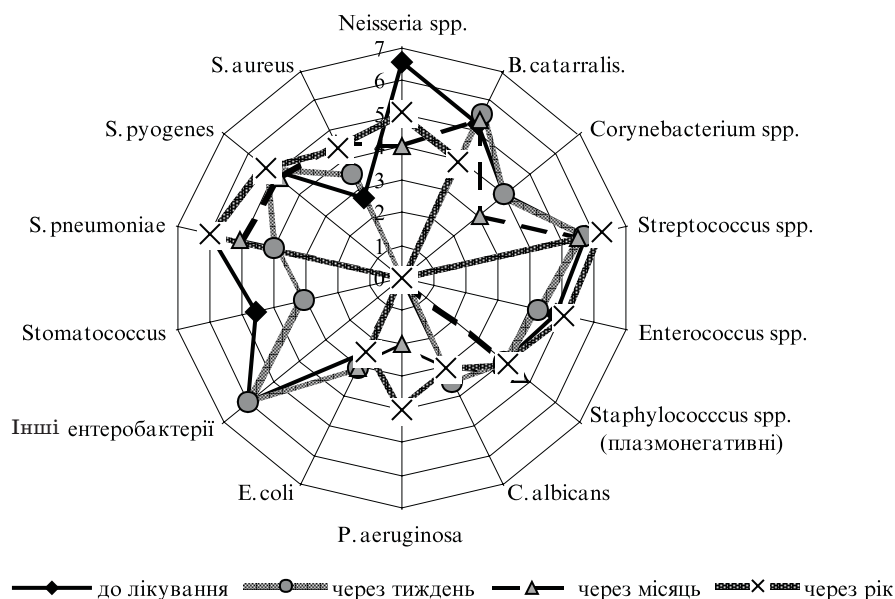 Neisseria spp.
B. catarralis.
Corynebacterium spp.
Streptococcus spp.
Enterococcus spp.
Staphylococccus spp.
(плазмонегативні)
C. albicans
P. aeruginosa
E. coli
Інші ентеробактерії
Stomatococcus
S. pneumoniae
S. pyogenes
S. aureus
7
6
5
4
3
2
1
0
до лікування
через тиждень
через місяць
через рік